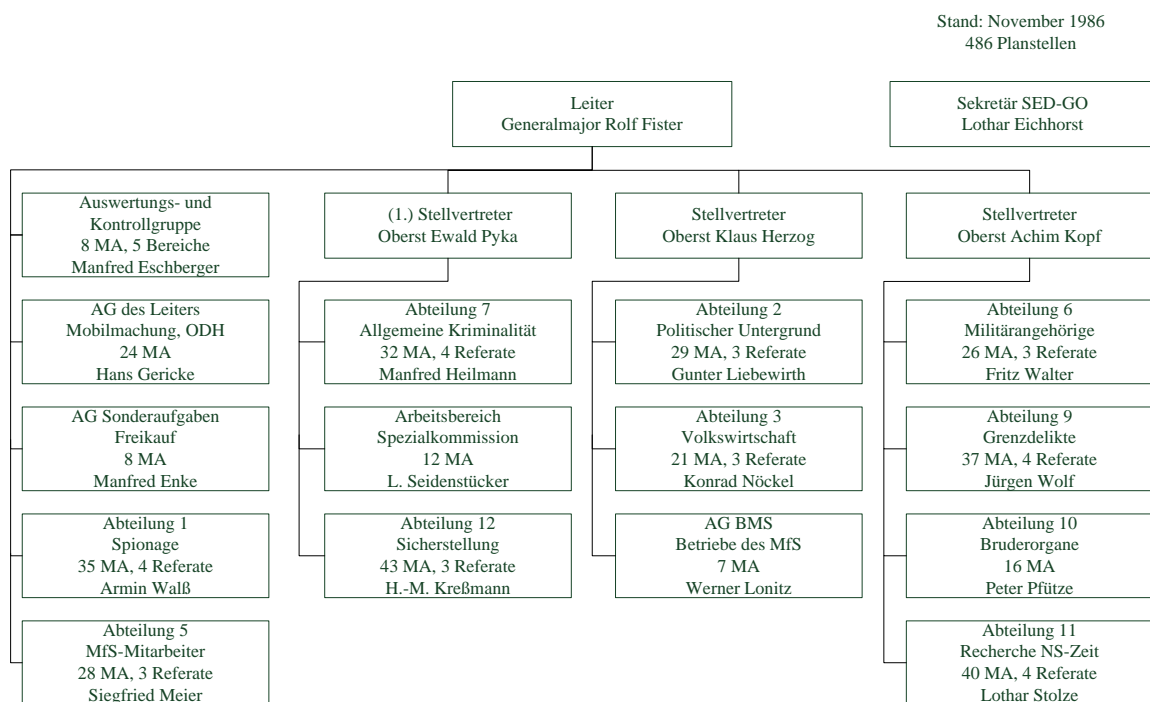 Stand: November 1986
486 Planstellen
Leiter
Generalmajor Rolf Fister
Sekretär SED-GO
Lothar Eichhorst
Auswertungs- und
Kontrollgruppe
8 MA, 5 Bereiche
Manfred Eschberger
(1.) Stellvertreter
Oberst Ewald Pyka
Stellvertreter
Oberst Klaus Herzog
Stellvertreter
Oberst Achim Kopf
AG des Leiters
Mobilmachung, ODH
24 MA
Hans Gericke
Abteilung 7
Allgemeine Kriminalität
32 MA, 4 Referate
Manfred Heilmann
Abteilung 2
Politischer Untergrund
29 MA, 3 Referate
Gunter Liebewirth
Abteilung 6
Militärangehörige
26 MA, 3 Referate
Fritz Walter
AG Sonderaufgaben
Freikauf
8 MA
Manfred Enke
Arbeitsbereich
Spezialkommission
12 MA
L. Seidenstücker
Abteilung 3
Volkswirtschaft
21 MA, 3 Referate
Konrad Nöckel
Abteilung 9
Grenzdelikte
37 MA, 4 Referate
Jürgen Wolf
Abteilung 1
Spionage
35 MA, 4 Referate
Armin Walß
Abteilung 12
Sicherstellung
43 MA, 3 Referate
H.-M. Kreßmann
AG BMS
Betriebe des MfS
7 MA
Werner Lonitz
Abteilung 10
Bruderorgane
16 MA
Peter Pfütze
Abteilung 5
MfS-Mitarbeiter
28 MA, 3 Referate
Siegfried Meier
Abteilung 11
Recherche NS-Zeit
40 MA, 4 Referate
Lothar Stolze